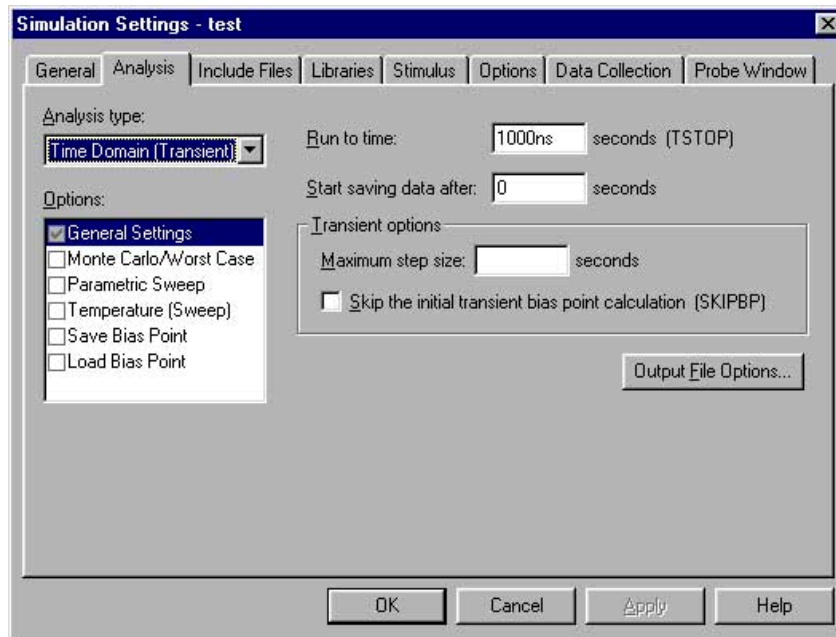 Simulation Settings - test
General Analysis Include Files Libraries Stimulus Options Data Collection Probe Window
Analysis type:
Time Domain (Transient)
Options:
General Settings
Monte Carlo/Worst Case
Parametric Sweep
Temperature (Sweep)
Save Bias Point
Load Bias Point
Run to time: 1000ns seconds (TSTOP)
Start saving data after: 0 seconds
Transient options
Maximum step size: seconds
Skip the initial transient bias point calculation (SKIPBP)
Output File Options...
OK Cancel Apply Help